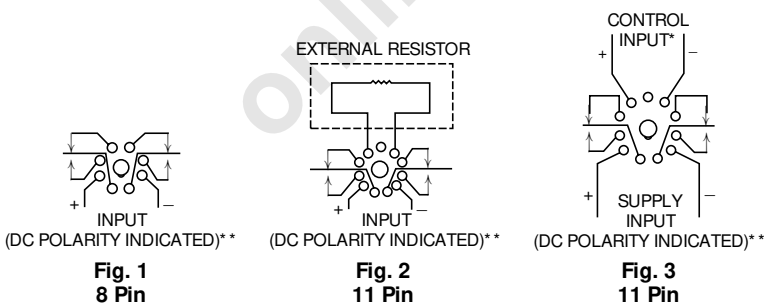 CONTROL
INPUT*
+ –
EXTERNAL RESISTOR
onlin
+ –
INPUT
(DC POLARITY INDICATED)**
Fig. 1
8 Pin
+ –
INPUT
(DC POLARITY INDICATED)**
Fig. 2
11 Pin
+ –
SUPPLY
INPUT
(DC POLARITY INDICATED)**
Fig. 3
11 Pin